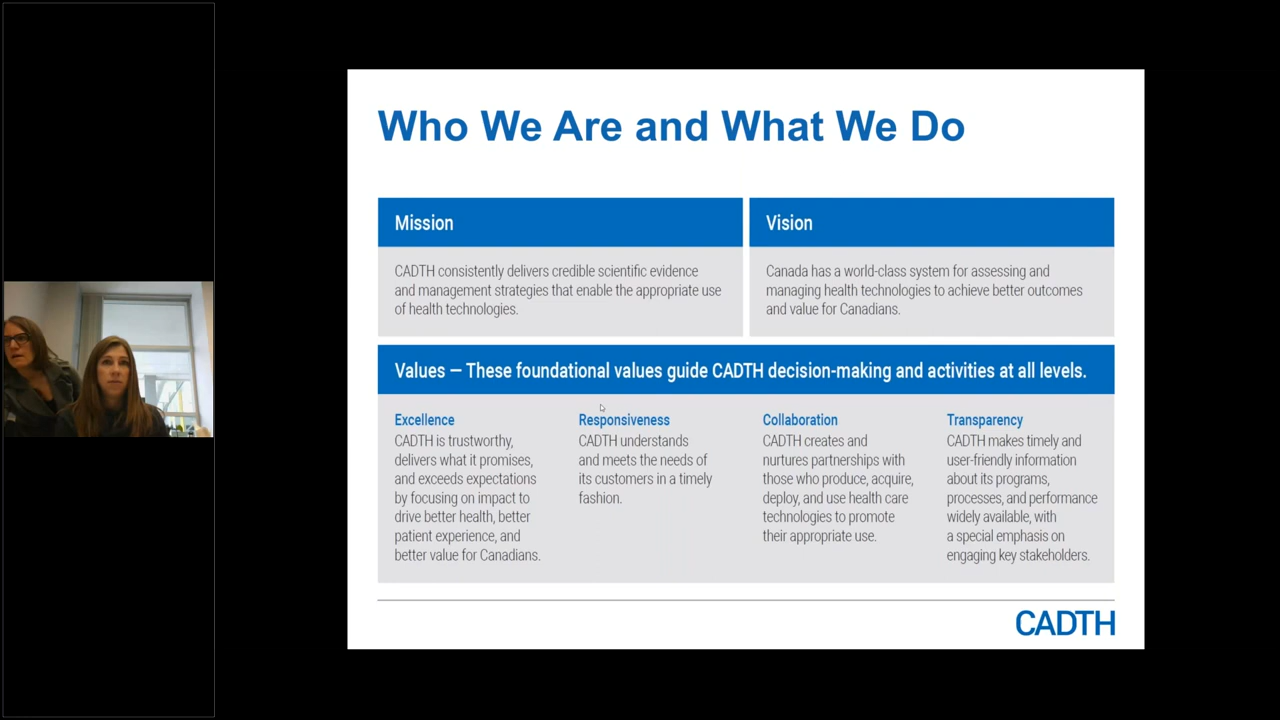 Who We Are and What We Do
Mission
CADTH consistently delivers credible scientific evidence
and management strategies that enable the appropriate use
of health technologies.
Vision
Canada has a world-class system for assessing and
managing health technologies to achieve better outcomes
and value for Canadians.
Values — These foundational values guide CADTH decision-making and activities at all levels.
Excellence
CADTH is trustworthy,
delivers what it promises,
and exceeds expectations
by focusing on impact to
drive better health, better
patient experience, and
better value for Canadians.
Responsiveness
CADTH understands
and meets the needs of
its customers in a timely
fashion.
Collaboration
CADTH creates and
nurtures partnerships with
those who produce, acquire,
deploy, and use health care
technologies to promote
their appropriate use.
Transparency
CADTH makes timely and
user-friendly information
about its programs,
processes, and performance
widely available, with
a special emphasis on
engaging key stakeholders.
CADTH